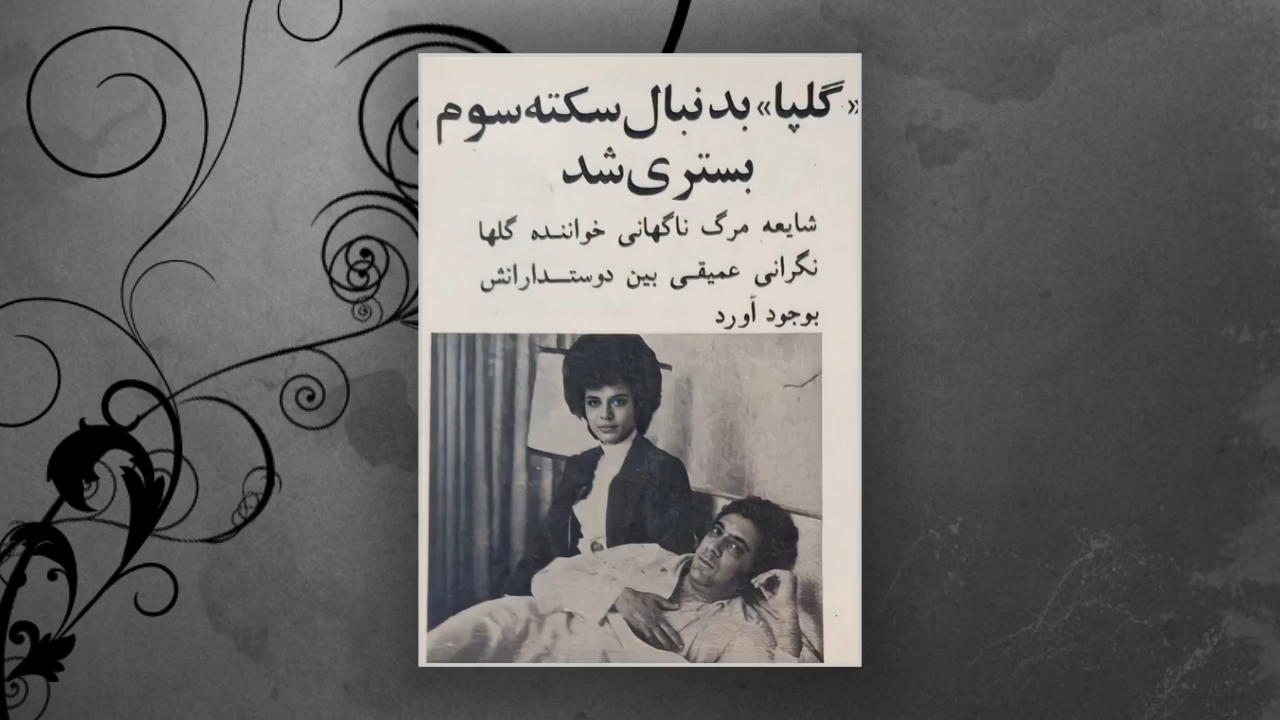 «گلپا» بدنبال سکته سوم
بستری شد
شایعه مرگ ناگهانی خواننده گلها
نگرانی عمیقی بین دوستدارانش
بوجود آورد